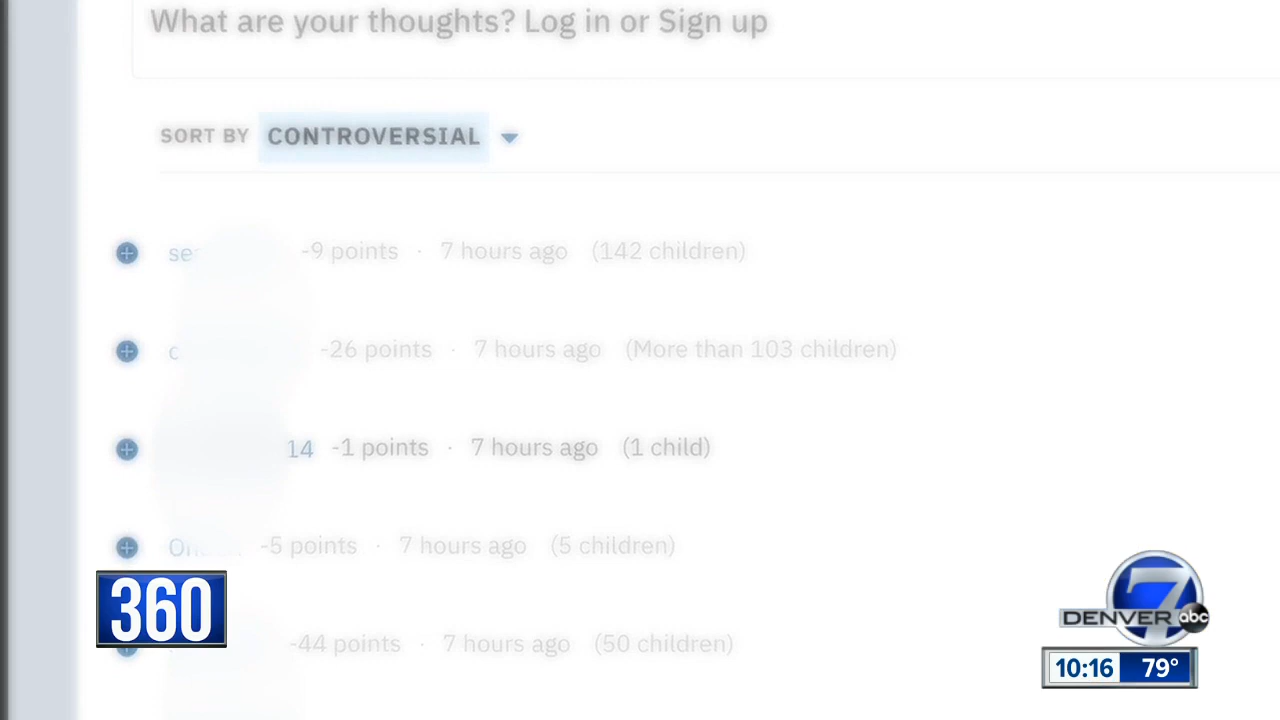 What are your thoughts? Log in or Sign up
SORT BY CONTROVERSIAL
-9 points · 7 hours ago (142 children)
-26 points · 7 hours ago (More than 103 children)
14 -1 points · 7 hours ago (1 child)
-5 points · 7 hours ago (5 children)
-44 points · 7 hours ago (50 children)
360
7
DENVER abc
10:16 79°